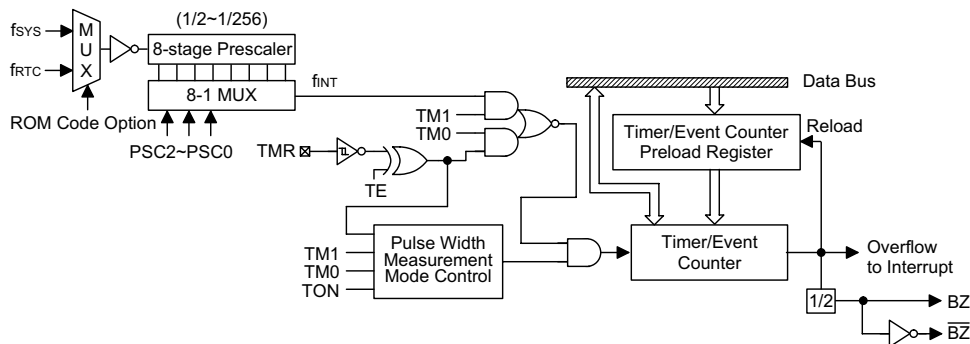 fSYS
fRTC
M
U
X
ROM Code Option
(1/2~1/256)
8-stage Prescaler
8-1 MUX
PSC2~PSC0
fINT
TM1
TM0
TMR
TE
TM1
TM0
TON
Pulse Width
Measurement
Mode Control
Data Bus
Timer/Event Counter
Preload Register
Reload
Timer/Event
Counter
Overflow
to Interrupt
1/2
BZ
B̅Z̅